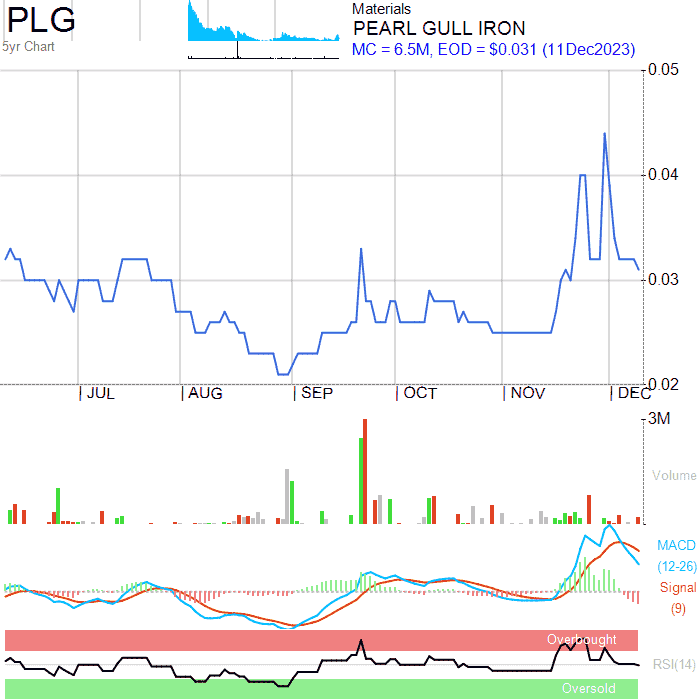 PLG
5yr Chart
Materials
PEARL GULL IRON
MC = 6.5M, EOD = $0.031 (11Dec2023)
0.05
0.04
0.03
0.02
JUL AUG SEP OCT NOV DEC
3M
Volume
MACD
(12-26)
Signal
(9)
Overbought
RSI(14)
Oversold